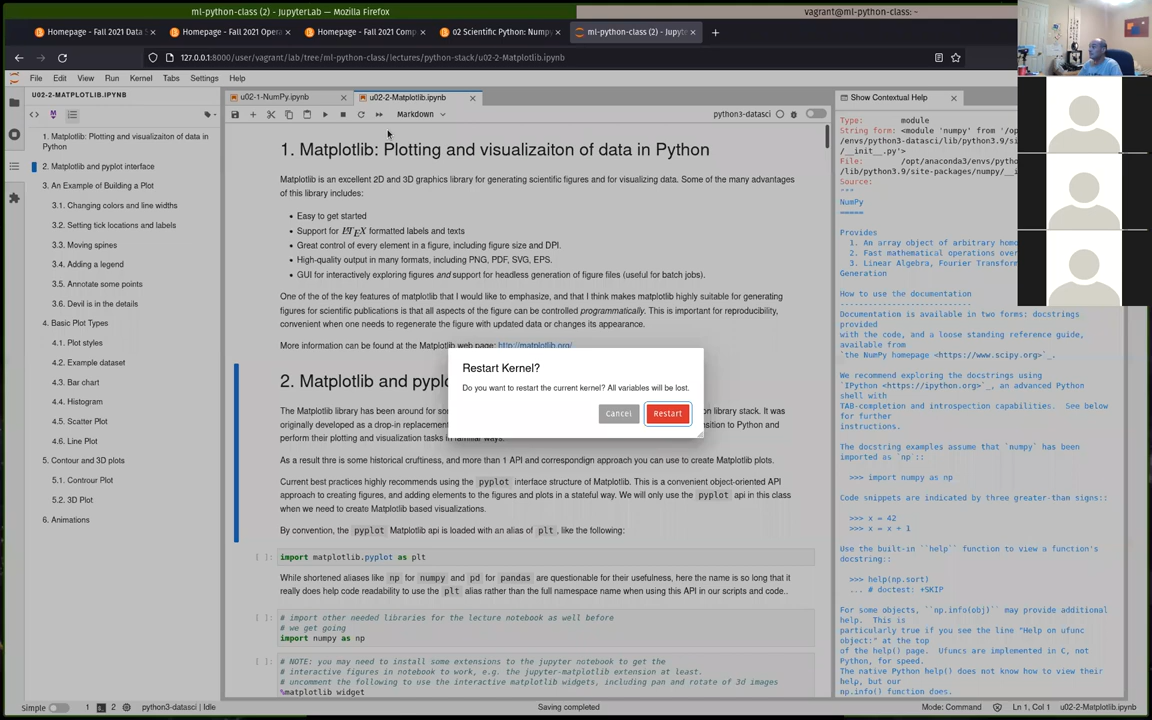 ml-python-class (2) - JupyterLab — Mozilla Firefox
vagrant@ml-python-class: ~
Homepage - Fall 2021 Data S
Homepage - Fall 2021 Opera
Homepage - Fall 2021 Comp
02 Scientific Python: Numpy
ml-python-class (2) - Jupyte
127.0.0.1:8000/user/vagrant/lab/tree/ml-python-class/lectures/python-stack/u02-2-Matplotlib.ipynb
File Edit View Run Kernel Tabs Settings Help
U02-2-MATPLOTLIB.IPYNB
1. Matplotlib: Plotting and visualizaiton of data in
Python
2. Matplotlib and pyplot interface
3. An Example of Building a Plot
3.1. Changing colors and line widths
3.2. Setting tick locations and labels
3.3. Moving spines
3.4. Adding a legend
3.5. Annotate some points
3.6. Devil is in the details
4. Basic Plot Types
4.1. Plot styles
4.2. Example dataset
4.3. Bar chart
4.4. Histogram
4.5. Scatter Plot
4.6. Line Plot
5. Contour and 3D plots
5.1. Contour Plot
5.2. 3D Plot
6. Animations
u02-1-NumPy.ipynb
u02-2-Matplotlib.ipynb
Markdown
python3-datasci
1. Matplotlib: Plotting and visualizaiton of data in Python
Matplotlib is an excellent 2D and 3D graphics library for generating scientific figures and for visualizing data. Some of the many advantages
of this library includes:
• Easy to get started
• Support for LATEX formatted labels and texts
• Great control of every element in a figure, including figure size and DPI.
• High-quality output in many formats, including PNG, PDF, SVG, EPS.
• GUI for interactively exploring figures and support for headless generation of figure files (useful for batch jobs).
One of the of the key features of matplotlib that I would like to emphasize, and that I think makes matplotlib highly suitable for generating
figures for scientific publications is that all aspects of the figure can be controlled programmatically. This is important for reproducibility,
convenient when one needs to regenerate the figure with updated data or changes its appearance.
More information can be found at the Matplotlib web page: http://matplotlib.org/
2. Matplotlib and pyplo
The Matplotlib library has been around for so
on library stack. It was
originally developed as a drop-in replacement
sition to Python and
perform their plotting and visualization tasks in familiar ways.
As a result thre is some historical cruftiness, and more than 1 API and correspondign approach you can use to create Matplotlib plots.
Current best practices highly recommends using the pyplot interface structure of Matplotlib. This is a convenient object-oriented API
approach to creating figures, and adding elements to the figures and plots in a stateful way. We will only use the pyplot api in this class
when we need to create Matplotlib based visualizations.
By convention, the pyplot Matplotlib api is loaded with an alias of plt, like the following:
[ ]: import matplotlib.pyplot as plt
While shortened aliases like np for numpy and pd for pandas are questionable for their usefulness, here the name is so long that it
really does help code readability to use the plt alias rather than the full namespace name when using this API in our scripts and code..
[ ]: # import other needed libraries for the lecture notebook as well before
# we get going
import numpy as np
[ ]: # NOTE: you may need to install some extensions to the jupyter notebook to get the
# interactive figures in notebook to work, e.g. the jupyter-matplotlib extension at least.
# uncomment the following to use the interactive matplotlib widgets, including pan and rotate of 3d images
%matplotlib widget
Restart Kernel?
Do you want to restart the current kernel? All variables will be lost.
Cancel
Restart
Show Contextual Help
Type: module
String form: <module 'numpy' from '/op
/envs/python3-datasci/lib/python3.9/si
/__init__.py'>
File: /opt/anaconda3/envs/pytho
/lib/python3.9/site-packages/numpy/__i
Source:
"""
NumPy
=====
Provides
1. An array object of arbitrary homo
2. Fast mathematical operations over
3. Linear Algebra, Fourier Transform
Generation
How to use the documentation
----------------------------
Documentation is available in two forms: docstrings
provided
with the code, and a loose standing reference guide,
available from
`the NumPy homepage <https://www.scipy.org>`_.
We recommend exploring the docstrings using
`IPython <https://ipython.org>`_, an advanced Python
shell with
TAB-completion and introspection capabilities. See below
for further
instructions.
The docstring examples assume that `numpy` has been
imported as `np`::
>>> import numpy as np
Code snippets are indicated by three greater-than signs::
>>> x = 42
>>> x = x + 1
Use the built-in ``help`` function to view a function's
docstring::
>>> help(np.sort)
... # doctest: +SKIP
For some objects, ``np.info(obj)`` may provide additional
help. This is
particularly true if you see the line "Help on ufunc
object:" at the top
of the help() page. Ufuncs are implemented in C, not
Python, for speed.
The native Python help() does not know how to view their
help, but our
np.info() function does.
Simple
1
2
python3-datasci | Idle
Saving completed
Mode: Command
Ln 1, Col 1
u02-2-Matplotlib.ipynb